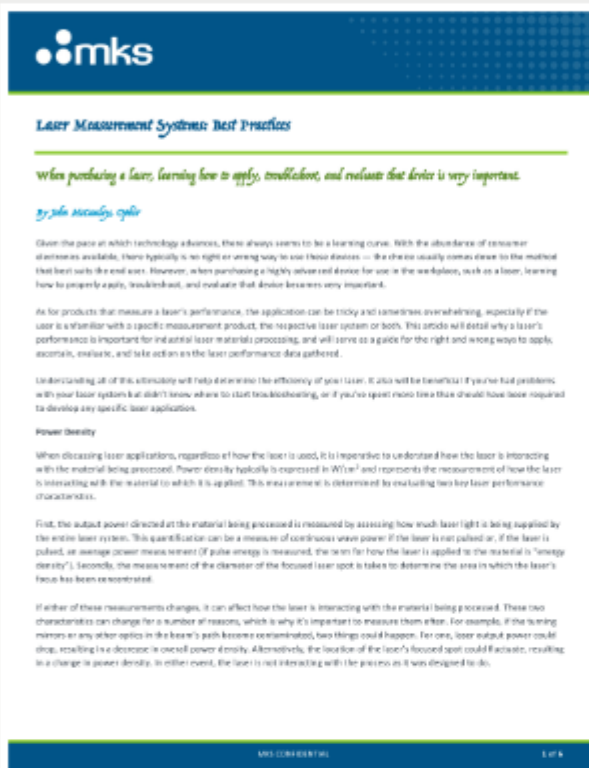 mks
Laser Measurement Systems: Best Practices
When purchasing a laser, learning how to apply, troubleshoot, and evaluate that device is very important.
By John McCauley, Ophir
Given the pace at which technology advances, there always seems to be a learning curve. With the abundance of consumer
electronics available, there typically is no right or wrong way to use those devices — the choice usually comes down to the method
that best suits the end user. However, when purchasing a highly advanced device for use in the workplace, such as a laser, learning
how to properly apply, troubleshoot, and evaluate that device becomes very important.
As for products that measure a laser's performance, the application can be tricky and sometimes overwhelming, especially if the
user is unfamiliar with a specific measurement product, the respective laser system or both. This article will detail why a laser's
performance is important for industrial laser materials processing, and will serve as a guide for the right and wrong ways to apply,
ascertain, evaluate, and take action on the laser performance data gathered.
Understanding all of this ultimately will help determine the efficiency of your laser. It also will be beneficial if you've had problems
with your laser system but didn't know where to start troubleshooting, or if you've spent more time than should have been required
to develop any specific laser application.
Power Density
When discussing laser applications, regardless of how the laser is used, it is imperative to understand how the laser is interacting
with the material being processed. Power density typically is expressed in W/cm² and represents the measurement of how the laser
is interacting with the material to which it is applied. This measurement is determined by evaluating two key laser performance
characteristics.
First, the output power directed at the material being processed is measured by assessing how much laser light is being supplied by
the entire laser system. This quantification can be a measure of continuous wave power if the laser is not pulsed or, if the laser is
pulsed, an average power measurement (if pulse energy is measured, the term for how the laser is applied to the material is "energy
density"). Secondly, the measurement of the diameter of the focused laser spot is taken to determine the area in which the laser's
focus has been concentrated.
If either of these measurements changes, it can affect how the laser is interacting with the material being processed. These two
characteristics can change for a number of reasons, which is why it's important to measure them often. For example, if the turning
mirrors or any other optics in the beam's path become contaminated, two things could happen. For one, laser output power could
drop, resulting in a decrease in overall power density. Alternatively, the location of the laser's focused spot could fluctuate, resulting
in a change in power density. In either event, the laser is not interacting with the process as it was designed to do.
MKS CONFIDENTIAL
1 of 6